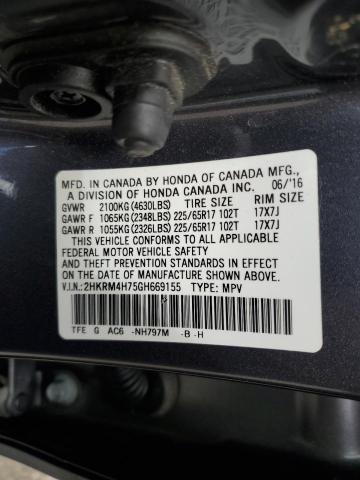 MFD. IN CANADA BY HONDA OF CANADA MFG.,
A DIVISION OF HONDA CANADA INC. 06/'16
GVWR 2100KG (4630LBS) TIRE SIZE RIM SIZE
GAWR F 1065KG (2348LBS) 225/65R17 102T 17X7J
GAWR R 1055KG (2326LBS) 225/65R17 102T 17X7J
THIS VEHICLE CONFORMS TO ALL APPLICABLE
FEDERAL MOTOR VEHICLE SAFETY, BUMPER, AND
THEFT PREVENTION STANDARDS IN EFFECT ON
THE DATE OF MANUFACTURE SHOWN ABOVE.
V.I.N.: 2HKRM4H75GH669155 TYPE: MPV
TFE G AC6 -NH797M -B -H